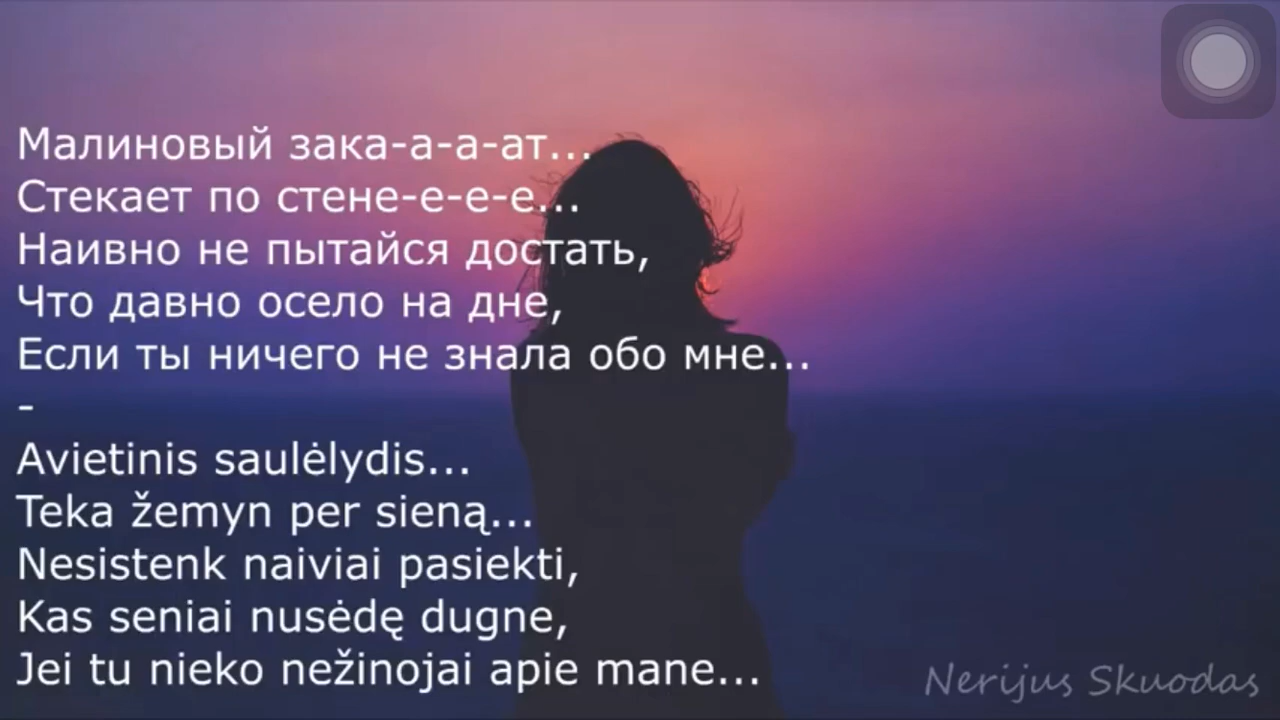 Малиновый зака-а-а-ат...
Стекает по стене-е-е-е...
Наивно не пытайся достать,
Что давно осело на дне,
Если ты ничего не знала обо мне...
-
Avietinis saulėlydis...
Teka žemyn per sieną...
Nesistenk naiviai pasiekti,
Kas seniai nusėdę dugne,
Jei tu nieko nežinojai apie mane...
Nerijus Skuodas